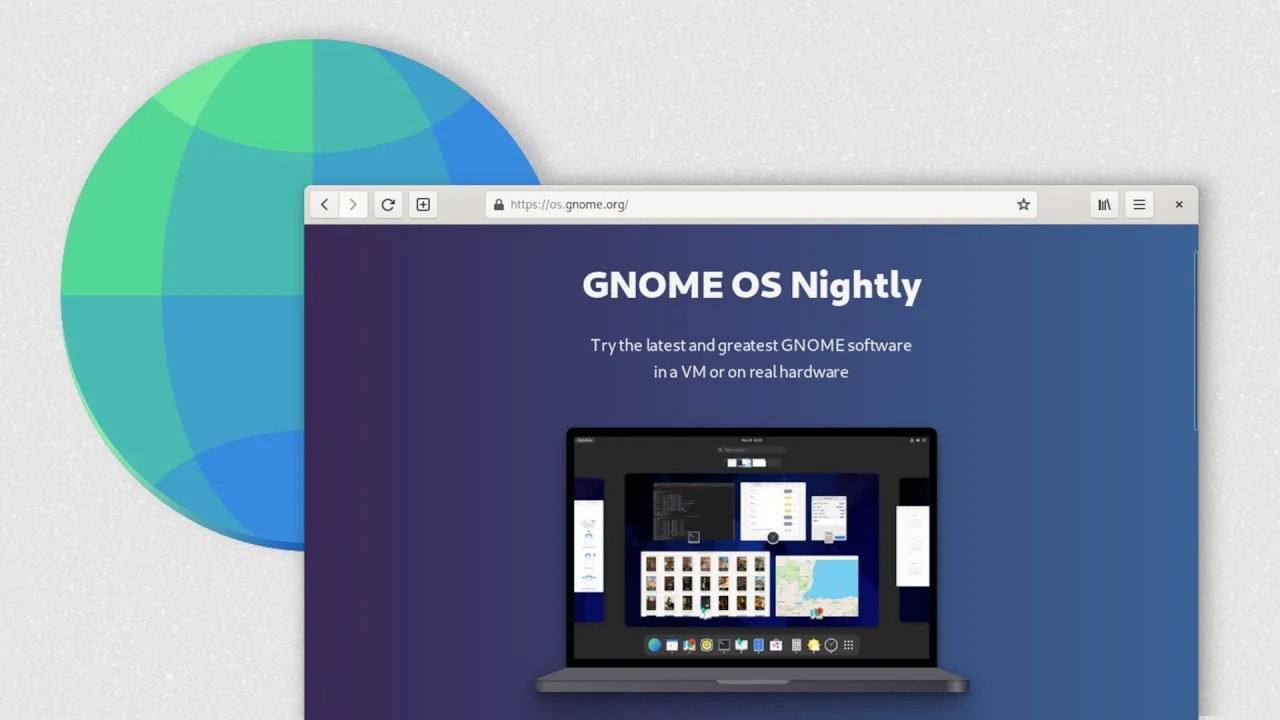 https://os.gnome.org/
GNOME OS Nightly
Try the latest and greatest GNOME software
in a VM or on real hardware